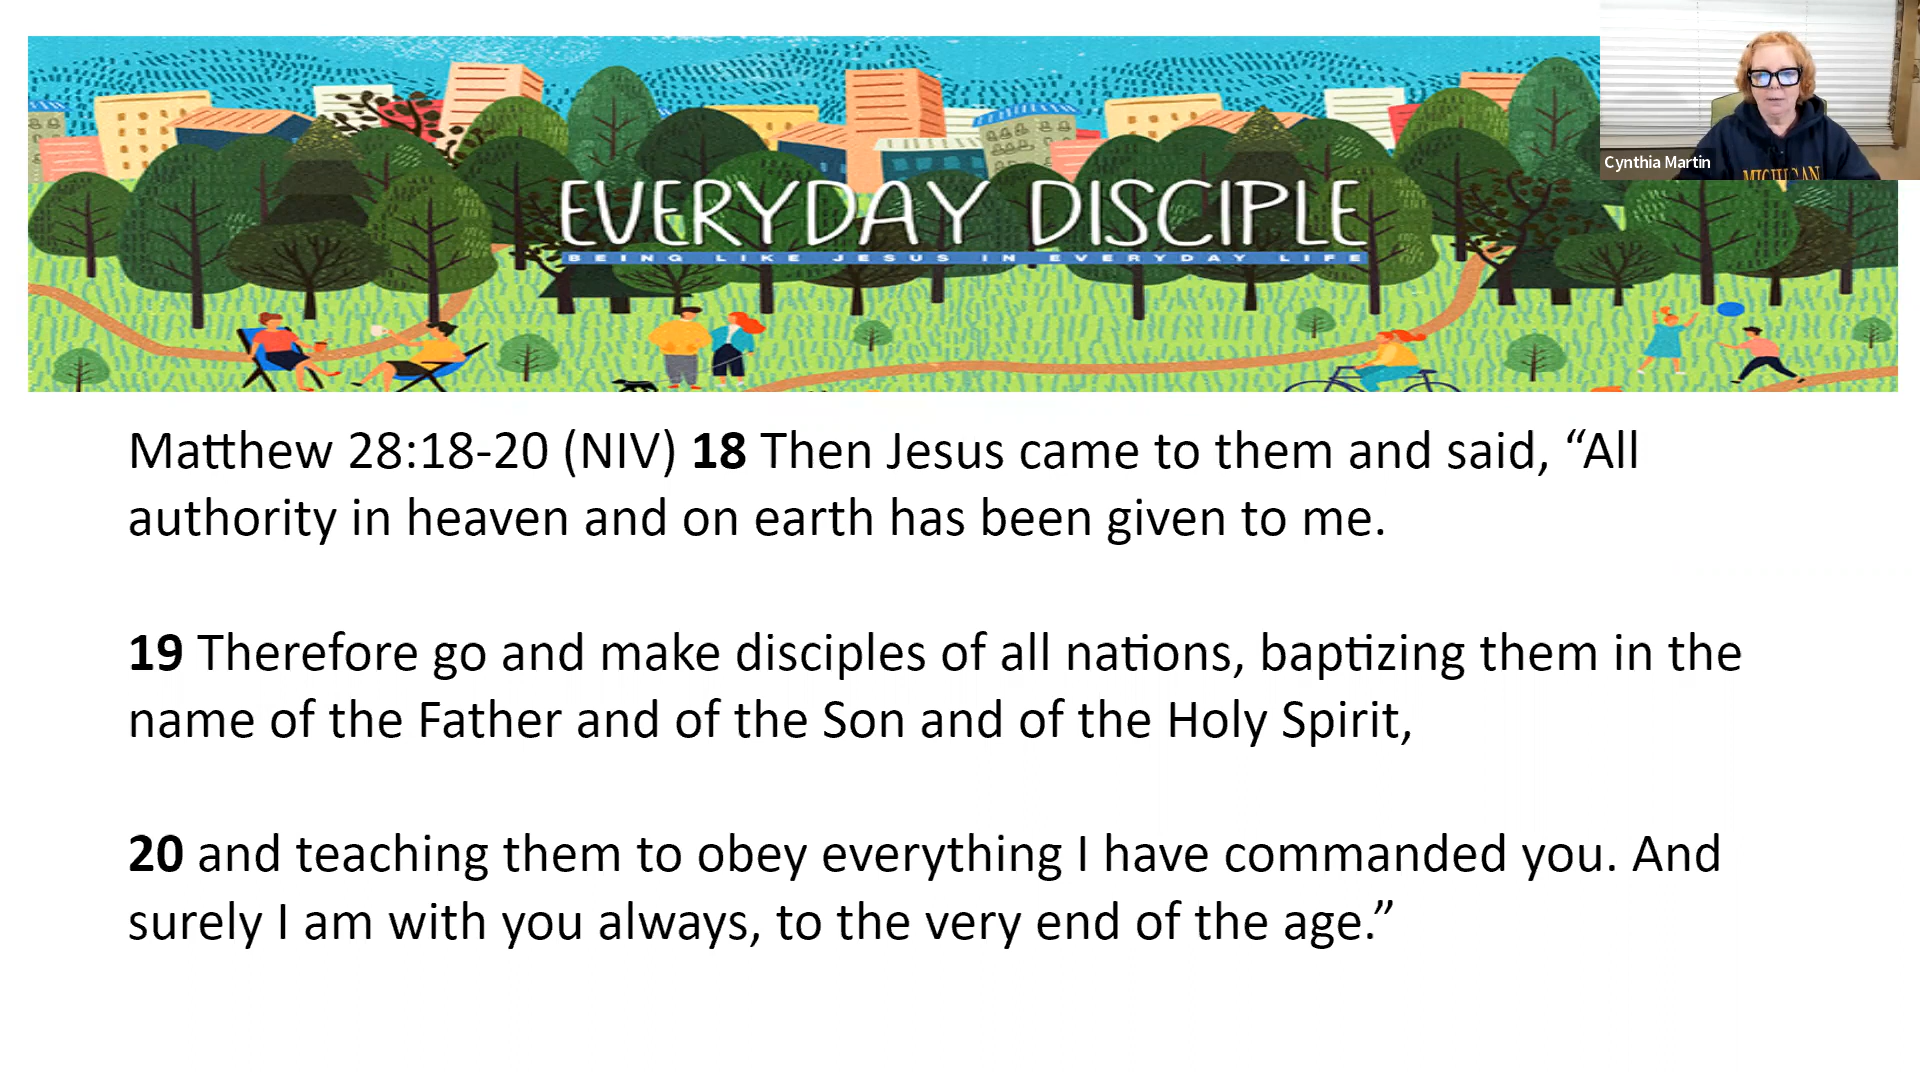 EVERYDAY DISCIPLE
BEING LIKE JESUS IN EVERYDAY LIFE
Cynthia Martin
MICHIGAN
Matthew 28:18-20 (NIV) 18 Then Jesus came to them and said, “All
authority in heaven and on earth has been given to me.
19 Therefore go and make disciples of all nations, baptizing them in the
name of the Father and of the Son and of the Holy Spirit,
20 and teaching them to obey everything I have commanded you. And
surely I am with you always, to the very end of the age.”